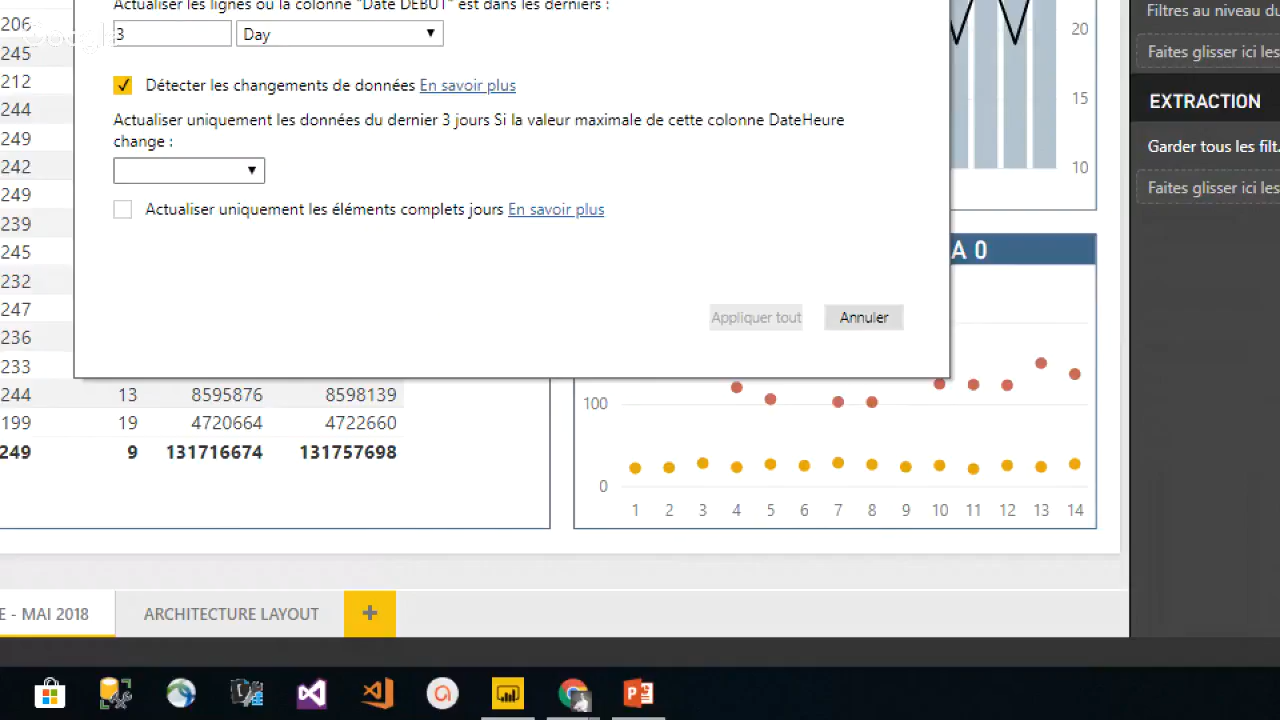 Actualiser les lignes où la colonne "Date DEBUT" est dans les derniers :
3 Day
Détecter les changements de données En savoir plus
Actualiser uniquement les données du dernier 3 jours Si la valeur maximale de cette colonne DateHeure
change :
Actualiser uniquement les éléments complets jours En savoir plus
Appliquer tout Annuler
206
245
212
244
249
242
249
239
245
232
247
236
233
244 13 8595876 8598139
199 19 4720664 4722660
249 9 131716674 131757698
20
15
10
A 0
100
0
1 2 3 4 5 6 7 8 9 10 11 12 13 14
Filtres au niveau du
Faites glisser ici les
EXTRACTION
Garder tous les filt.
Faites glisser ici les
E - MAI 2018 ARCHITECTURE LAYOUT +
Google